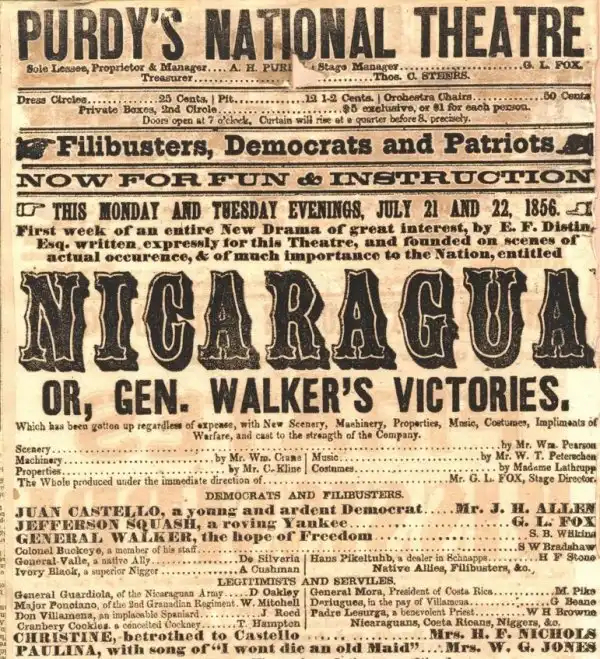 PURDY'S NATIONAL THEATRE
Sole Lessee, Proprietor & Manager.... A. H. PUR Stage Manager....................G. L. FOX,
Treasurer....................Thos. C. STEERS.
Dress Circles............25 Cents. | Pit................12 1-2 Cents. | Orchestra Chairs............50 Cents
Private Boxes, 2nd Circle................$5 exclusive, or $1 for each person.
Doors open at 7 o'clock, Curtain will rise at a quarter before 8, precisely.
Filibusters, Democrats and Patriots
NOW FOR FUN & INSTRUCTION
THIS MONDAY AND TUESDAY EVENINGS, JULY 21 AND 22, 1856.
First week of an entire New Drama of great interest, by E. F. Distin,
Esq. written expressly for this Theatre, and founded on scenes of
actual occurence, & of much importance to the Nation, entitled
NICARAGUA
OR, GEN. WALKER'S VICTORIES.
Which has been gotten up regardless of expense, with New Scenery, Mashinery, Properties, Music, Costumes, Impliments of
Warfare, and cast to the strength of the Company.
Scenery....................by Mr. Wm. Pearson
Machinery....................by Mr. Wm. Crane | Music....................by Mr. W. T. Peterschen
Properties....................by Mr. C. Kline | Costumes....................by Madame Lathrupp
The Whole produced under the immediate direction of....................Mr. G. L. FOX, Stage Director.
DEMOCRATS AND FILIBUSTERS.
JUAN CASTELLO, a young and ardent Democrat.....Mr. J. H. ALLEN
JEFFERSON SQUASH, a roving Yankee....................G. L. FOX
GENERAL WALKER, the hope of Freedom....................S. B. Wilkins
Colonel Buckeye, a member of his staff....................S W Bradshaw
General Valle, a native Ally....................De Silveria | Hans Pikeltuhb, a dealer in Schnapps............H F Stone
Ivory Black, a superior Nigger....................A Cushman | Native Allies, Filibusters, &c.
LEGITIMISTS AND SERVILES.
General Guardiola, of the Nicaraguan Army.....D Oakley | General Mora, President of Costa Rica............M. Pike
Major Ponciano, of the 2nd Granadian Regiment. W. Mitchell | Deriugues, in the pay of Villamena............G Beane
Don Villamena, an implacable Spaniard............J Reed | Padre Lesurga, a benevolent Priest............W H Browne
Cranbery Cookley, a conceited Cockney.....T. Hampton | Nicaraguans, Costa Ricans, Niggers, &o.
CHRISTINE, betrothed to Castello....................Mrs. H. F. NICHOLS
PAULINA, with song of "I wont die an old Maid"...Mrs. W. G. JONES